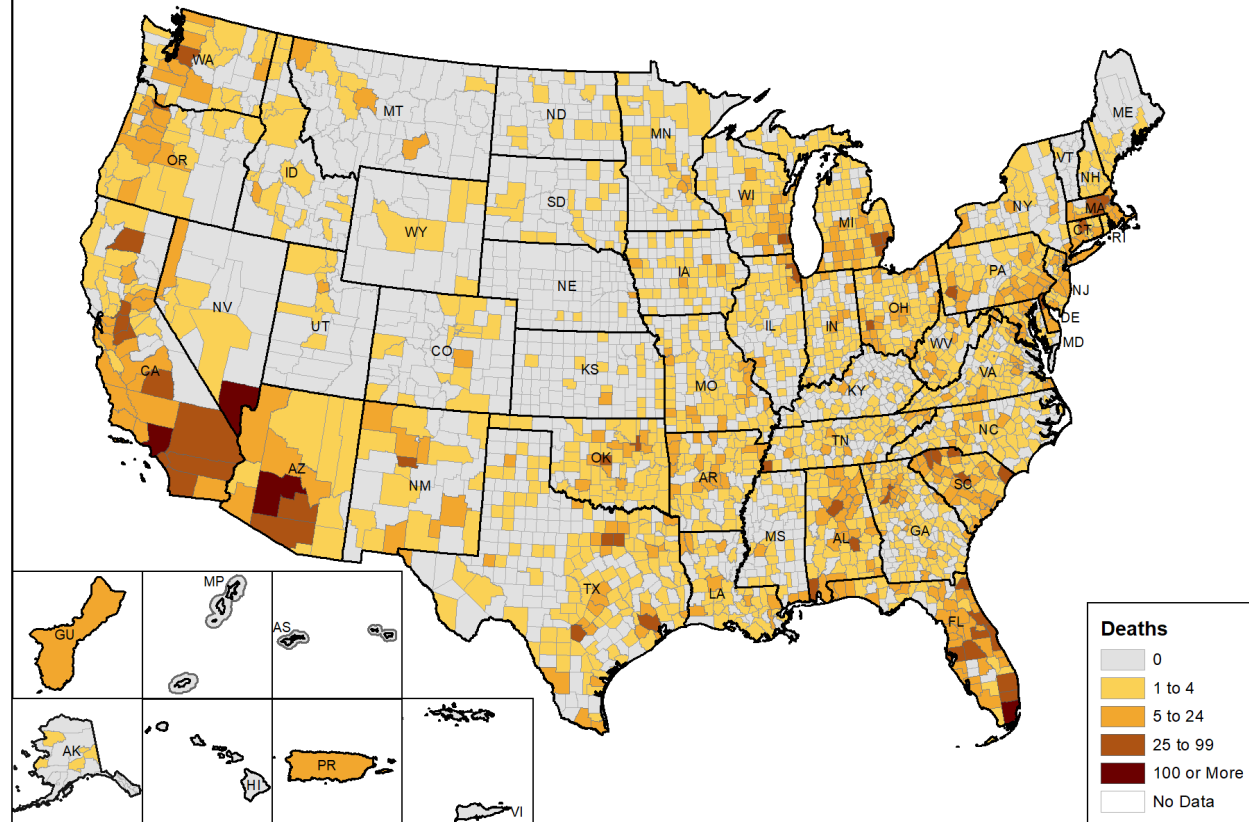 WA
MT
ND
MN
ME
OR
ID
SD
WI
VT
NH
NY
MI
MA
WY
CT
RI
IA
PA
NE
NV
UT
IL
IN
OH
NJ
DE
CO
WV
MD
CA
KS
MO
KY
VA
AZ
NM
OK
AR
TN
NC
SC
MS
AL
GA
TX
LA
FL
GU
MP
AS
AK
HI
PR
VI
Deaths
0
1 to 4
5 to 24
25 to 99
100 or More
No Data